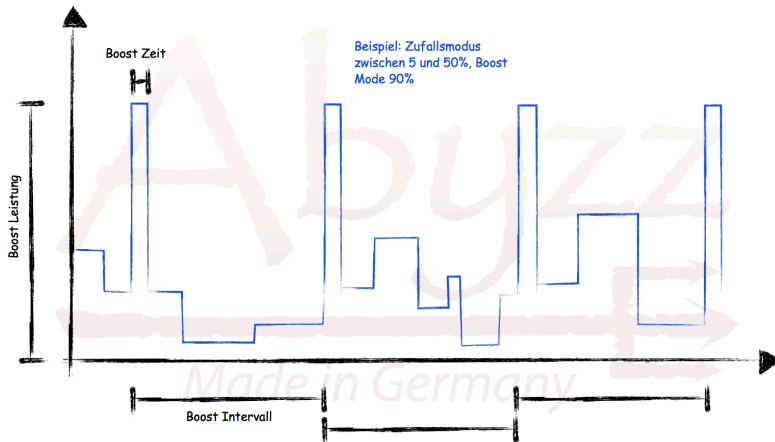 Boost Zeit
Beispiel: Zufallsmodus
zwischen 5 und 50%, Boost
Mode 90%
Boost Leistung
Abyzz
Made in Germany
Boost Intervall